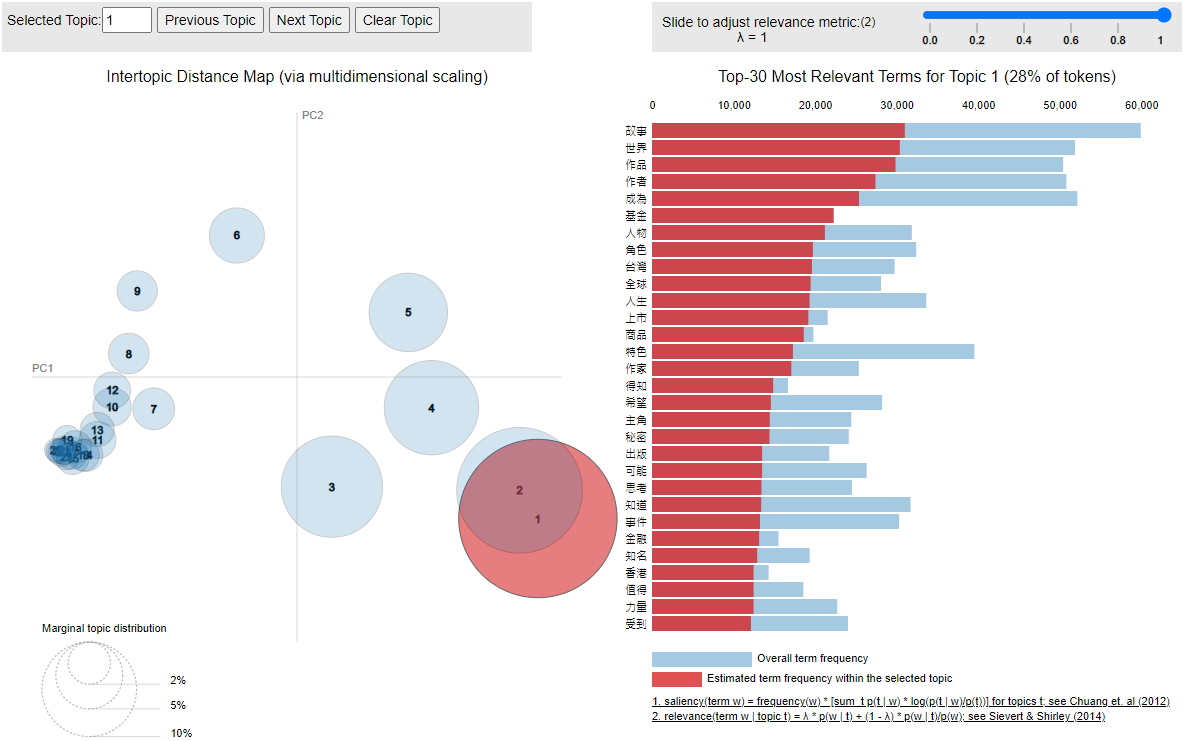 Selected Topic: 1 Previous Topic Next Topic Clear Topic
Slide to adjust relevance metric:(2)
λ = 1
0.0 0.2 0.4 0.6 0.8 1
Intertopic Distance Map (via multidimensional scaling)
PC2
PC1
6
9
5
8
12
10
7
4
13
11
3
2
1
Marginal topic distribution
2%
5%
10%
Top-30 Most Relevant Terms for Topic 1 (28% of tokens)
0 10,000 20,000 30,000 40,000 50,000 60,000
故事
世界
作品
作者
成為
基金
人物
角色
台灣
全球
人生
上市
商品
特色
作家
得知
希望
主角
秘密
出版
可能
思考
知道
事件
金融
知名
香港
值得
力量
受到
Overall term frequency
Estimated term frequency within the selected topic
1. saliency(term w) = frequency(w) * [sum_t p(t | w) * log(p(t | w)/p(t))] for topics t; see Chuang et. al (2012)
2. relevance(term w | topic t) = λ * p(w | t) + (1 - λ) * p(w | t)/p(w); see Sievert & Shirley (2014)